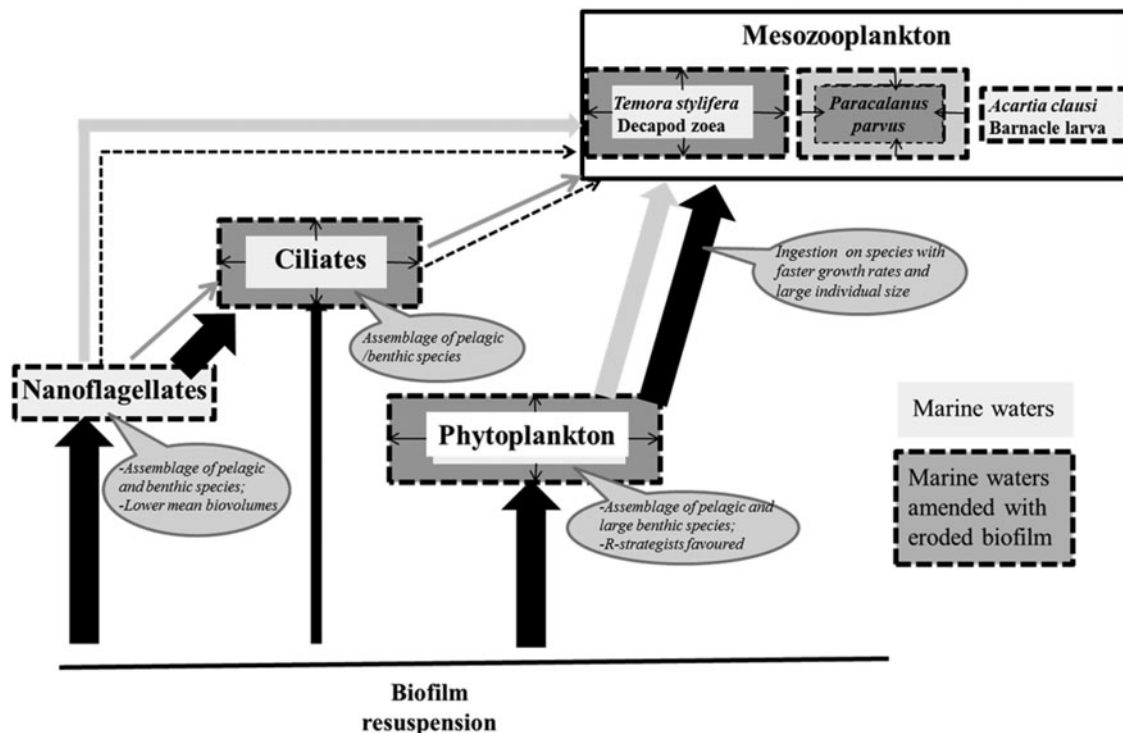 Mesozooplankton
Temora stylifera
Decapod zoea
Paracalanus
parvus
Acartia clausi
Barnacle larva
Ciliates
Ingestion on species with
faster growth rates and
large individual size
Assemblage of pelagic
/benthic species
Nanoflagellates
Phytoplankton
-Assemblage of pelagic
and benthic species;
-Lower mean biovolumes
-Assemblage of pelagic and
large benthic species;
-R-strategists favoured
Marine waters
Marine waters
amended with
eroded biofilm
Biofilm
resuspension